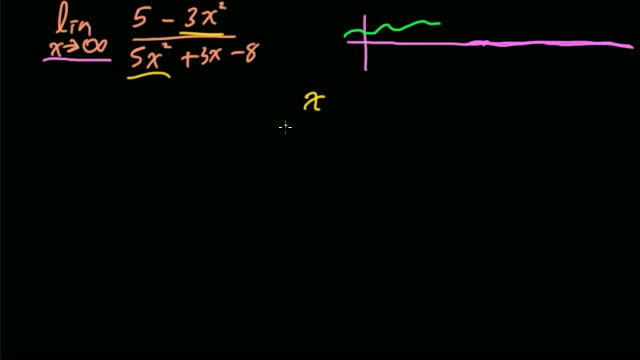 lim 5 - 3x²
x→∞ 5x² + 3x - 8
x